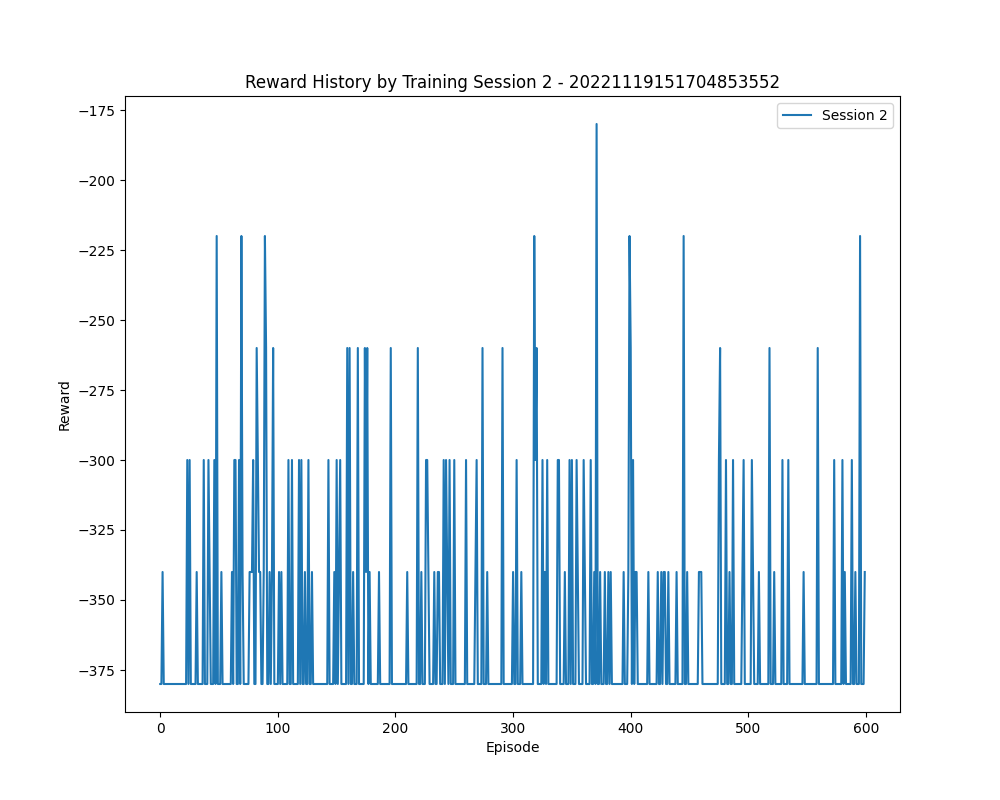 Reward History by Training Session 2 - 20221119151704853552
Session 2
−175
−200
−225
−250
−275
−300
−325
−350
−375
Reward
0 100 200 300 400 500 600
Episode